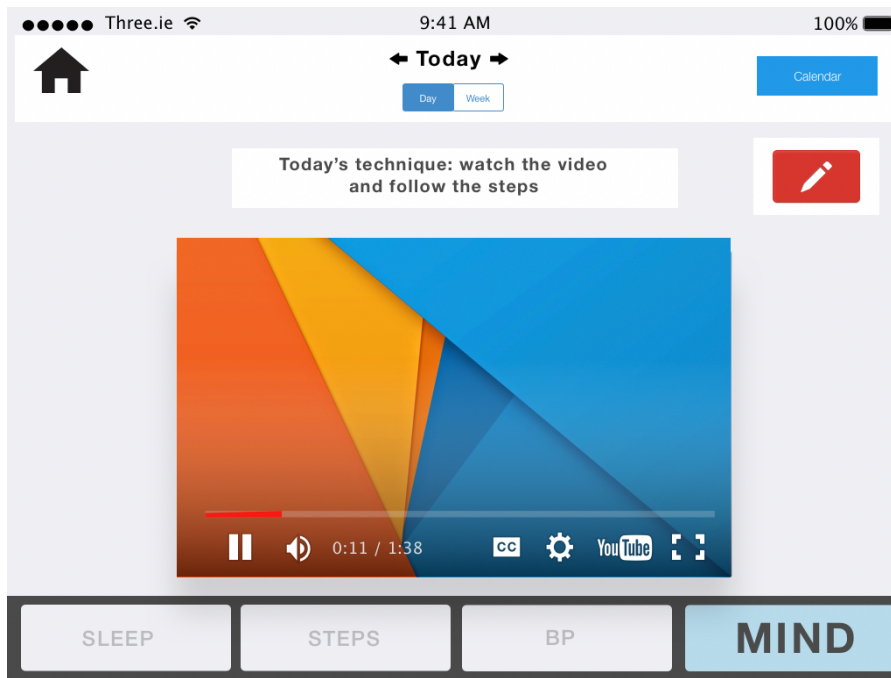 Three.ie
9:41 AM
100%
Today
Calendar
Day
Week
Today's technique: watch the video
and follow the steps
0:11 / 1:38
CC
YouTube
SLEEP
STEPS
BP
MIND